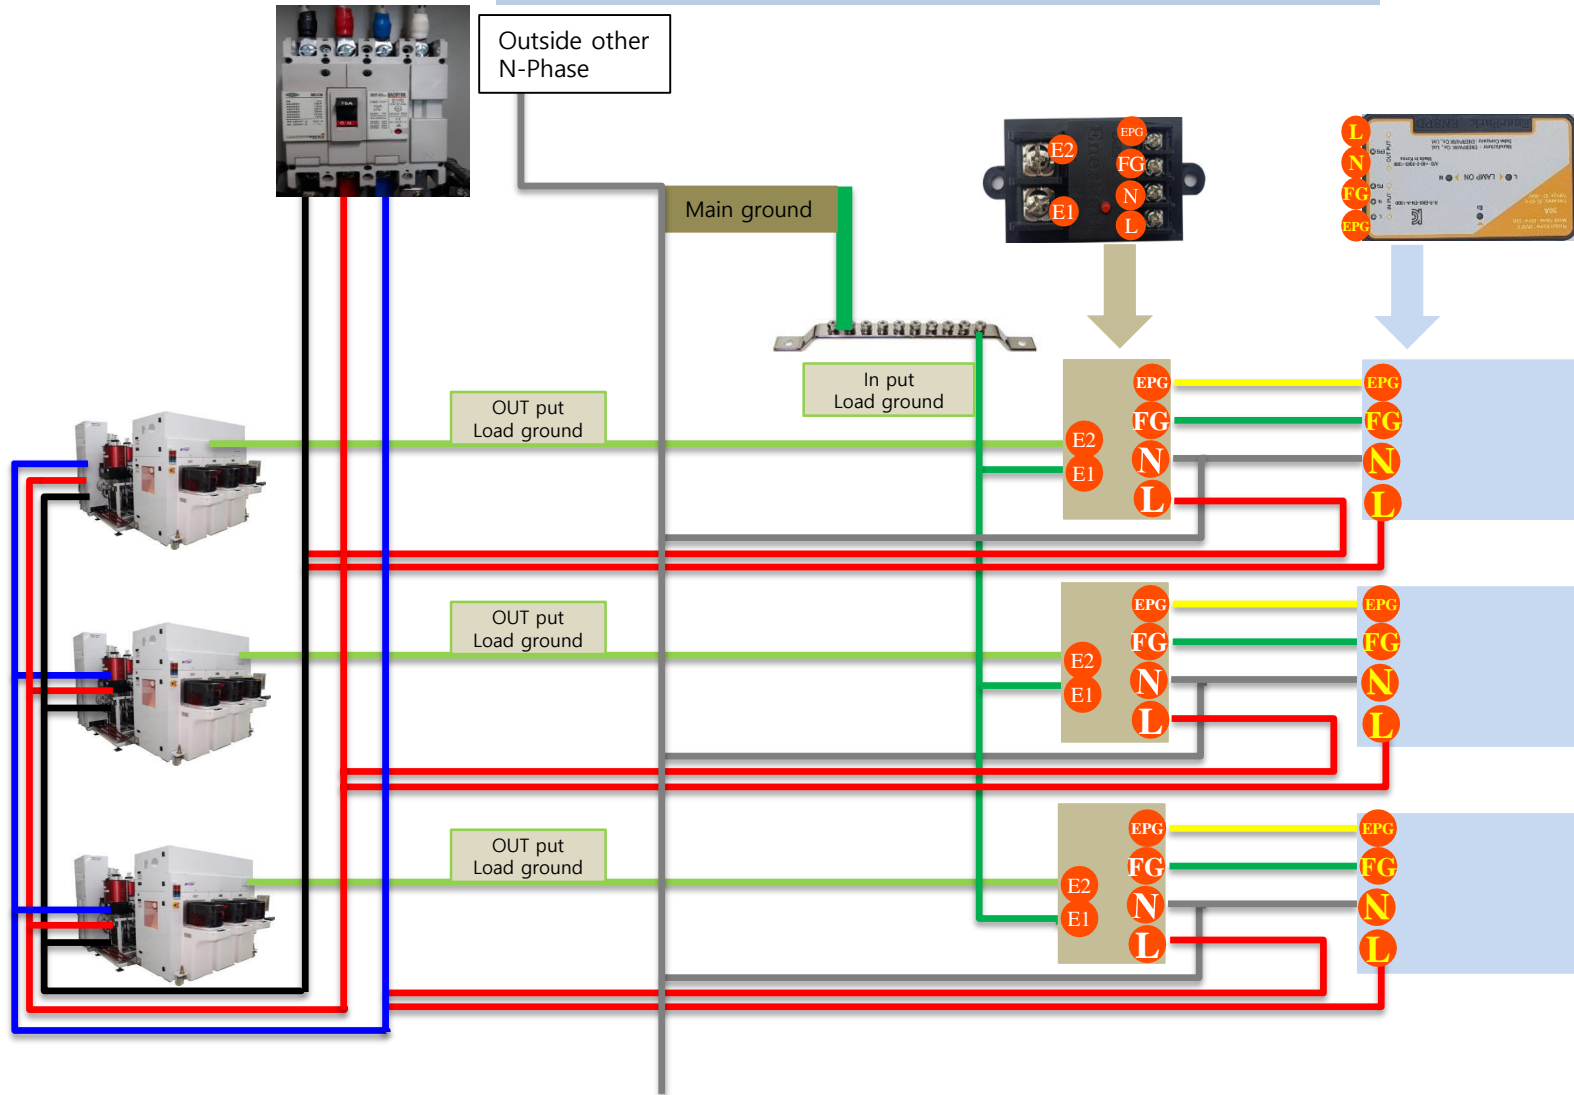 Outside other
N-Phase
Main ground
E2
E1
EPG
FG
N
L
L
N
FG
EPG
In put
Load ground
OUT put
Load ground
EPG
FG
N
L
E2
E1
EPG
FG
N
L
OUT put
Load ground
EPG
FG
N
L
E2
E1
EPG
FG
N
L
OUT put
Load ground
EPG
FG
N
L
E2
E1
EPG
FG
N
L